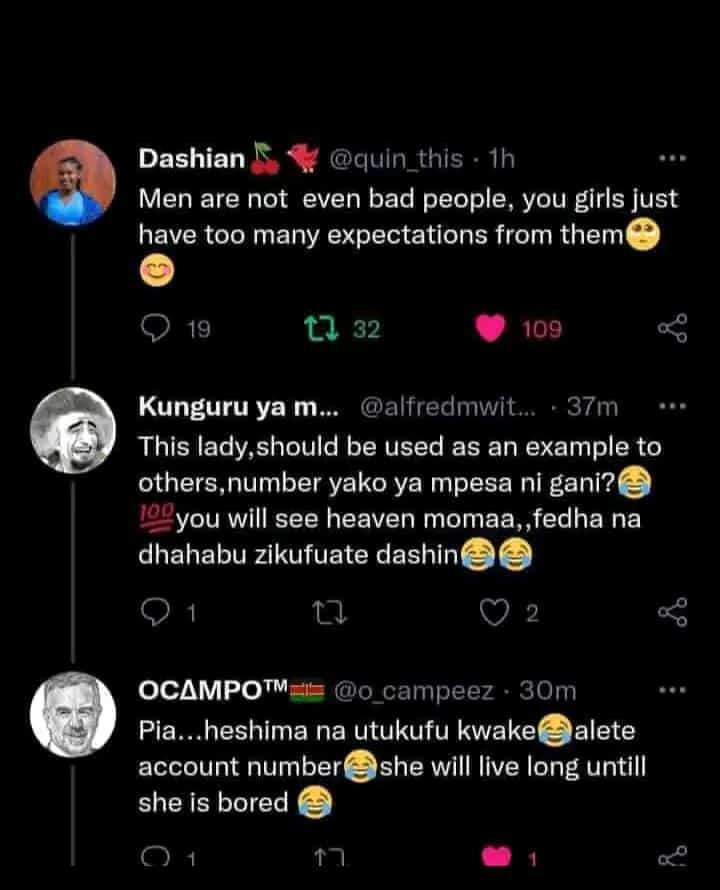 Dashian🍒🐦 @quin_this · 1h
Men are not even bad people, you girls just
have too many expectations from them🥺
😊
19 32 109
Kunguru ya m... @alfredmwit... · 37m
This lady,should be used as an example to
others,number yako ya mpesa ni gani?😂
💯you will see heaven momaa,,fedha na
dhahabu zikufuate dashin😂😂
1 2
OCΔMPO™🇰🇪 @o_campeez · 30m
Pia...heshima na utukufu kwake😂alete
account number😂she will live long untill
she is bored 😂
1 1